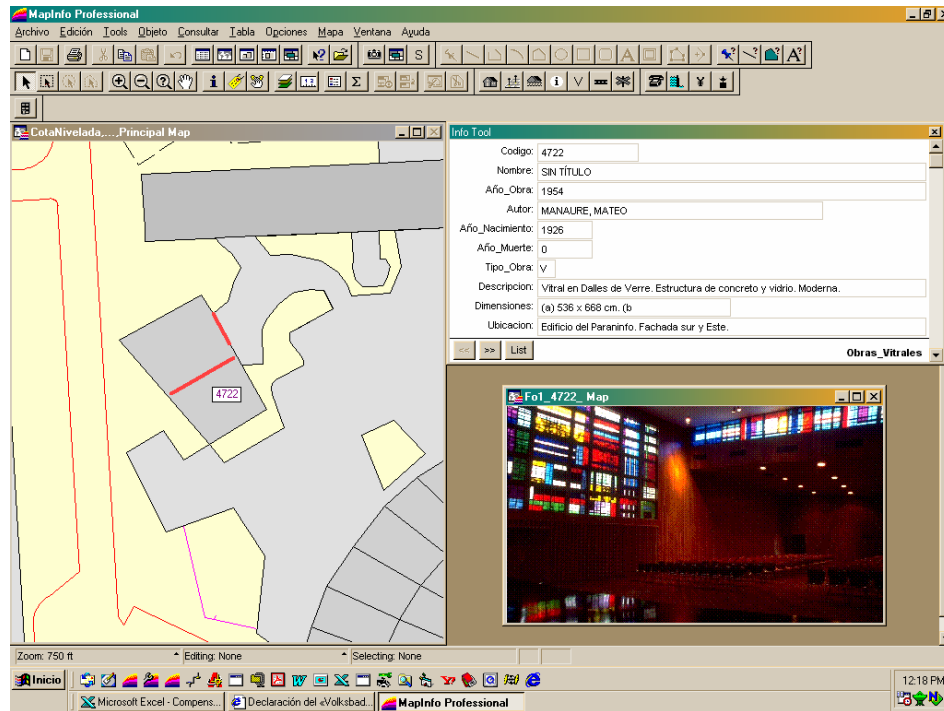 MapInfo Professional
Archivo Edición Tools Objeto Consultar Tabla Opciones Mapa Ventana Ayuda
CotaNivelada,...,Principal Map
4722
Info Tool
Codigo: 4722
Nombre: SIN TÍTULO
Año_Obra: 1954
Autor: MANAURE, MATEO
Año_Nacimiento: 1926
Año_Muerte: 0
Tipo_Obra: V
Descripcion: Vitral en Dalles de Verre. Estructura de concreto y vidrio. Moderna.
Dimensiones: (a) 536 x 668 cm. (b
Ubicacion: Edificio del Paraninfo. Fachada sur y Este.
<< >> List Obras_Vitrales
Fo1_4722_ Map
Zoom: 750 ft Editing: None Selecting: None
Inicio 12:18 PM
Microsoft Excel - Compens... Declaración del «Volksbad... MapInfo Professional